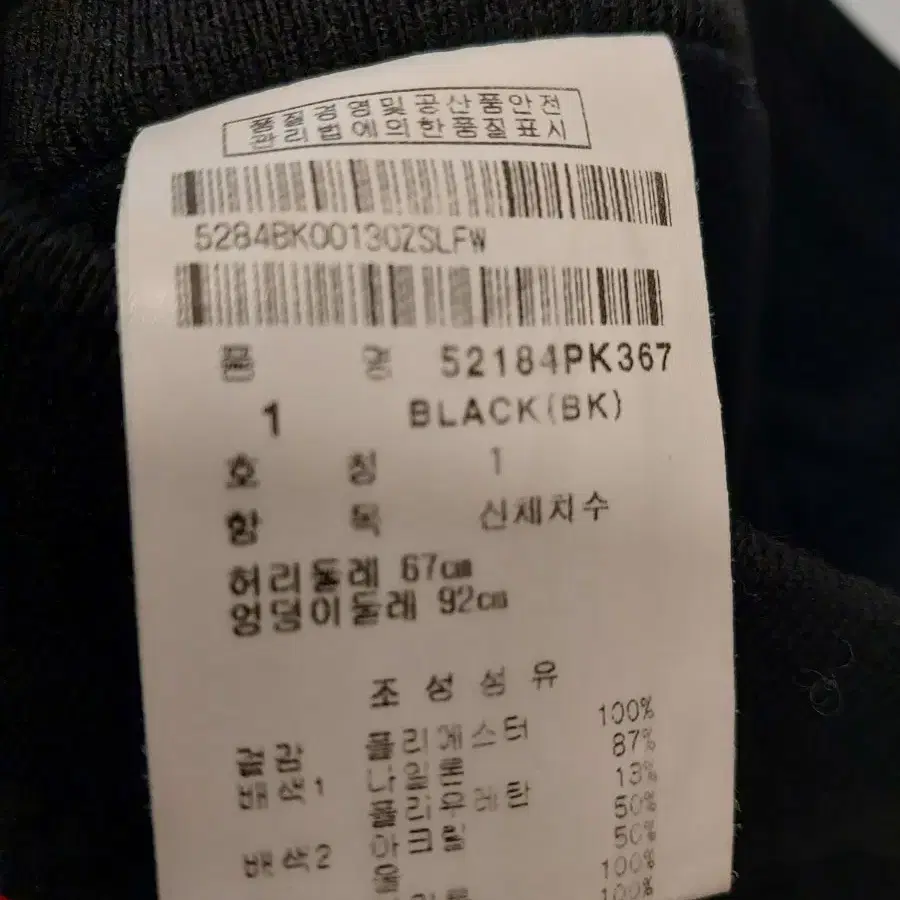 품질경영및공산품안전
관리법에의한품질표시
5284BK00130ZSLFW
품 명 52184PK367
1 BLACK(BK)
호 칭 1
항 목 신체치수
허리둘레 67㎝
엉덩이둘레 92㎝
조성섬유
겉감 폴리에스터 100%
배색1 나일론 87%
폴리우레탄 13%
배색2 아크릴 50%
울 50%
100%
100%